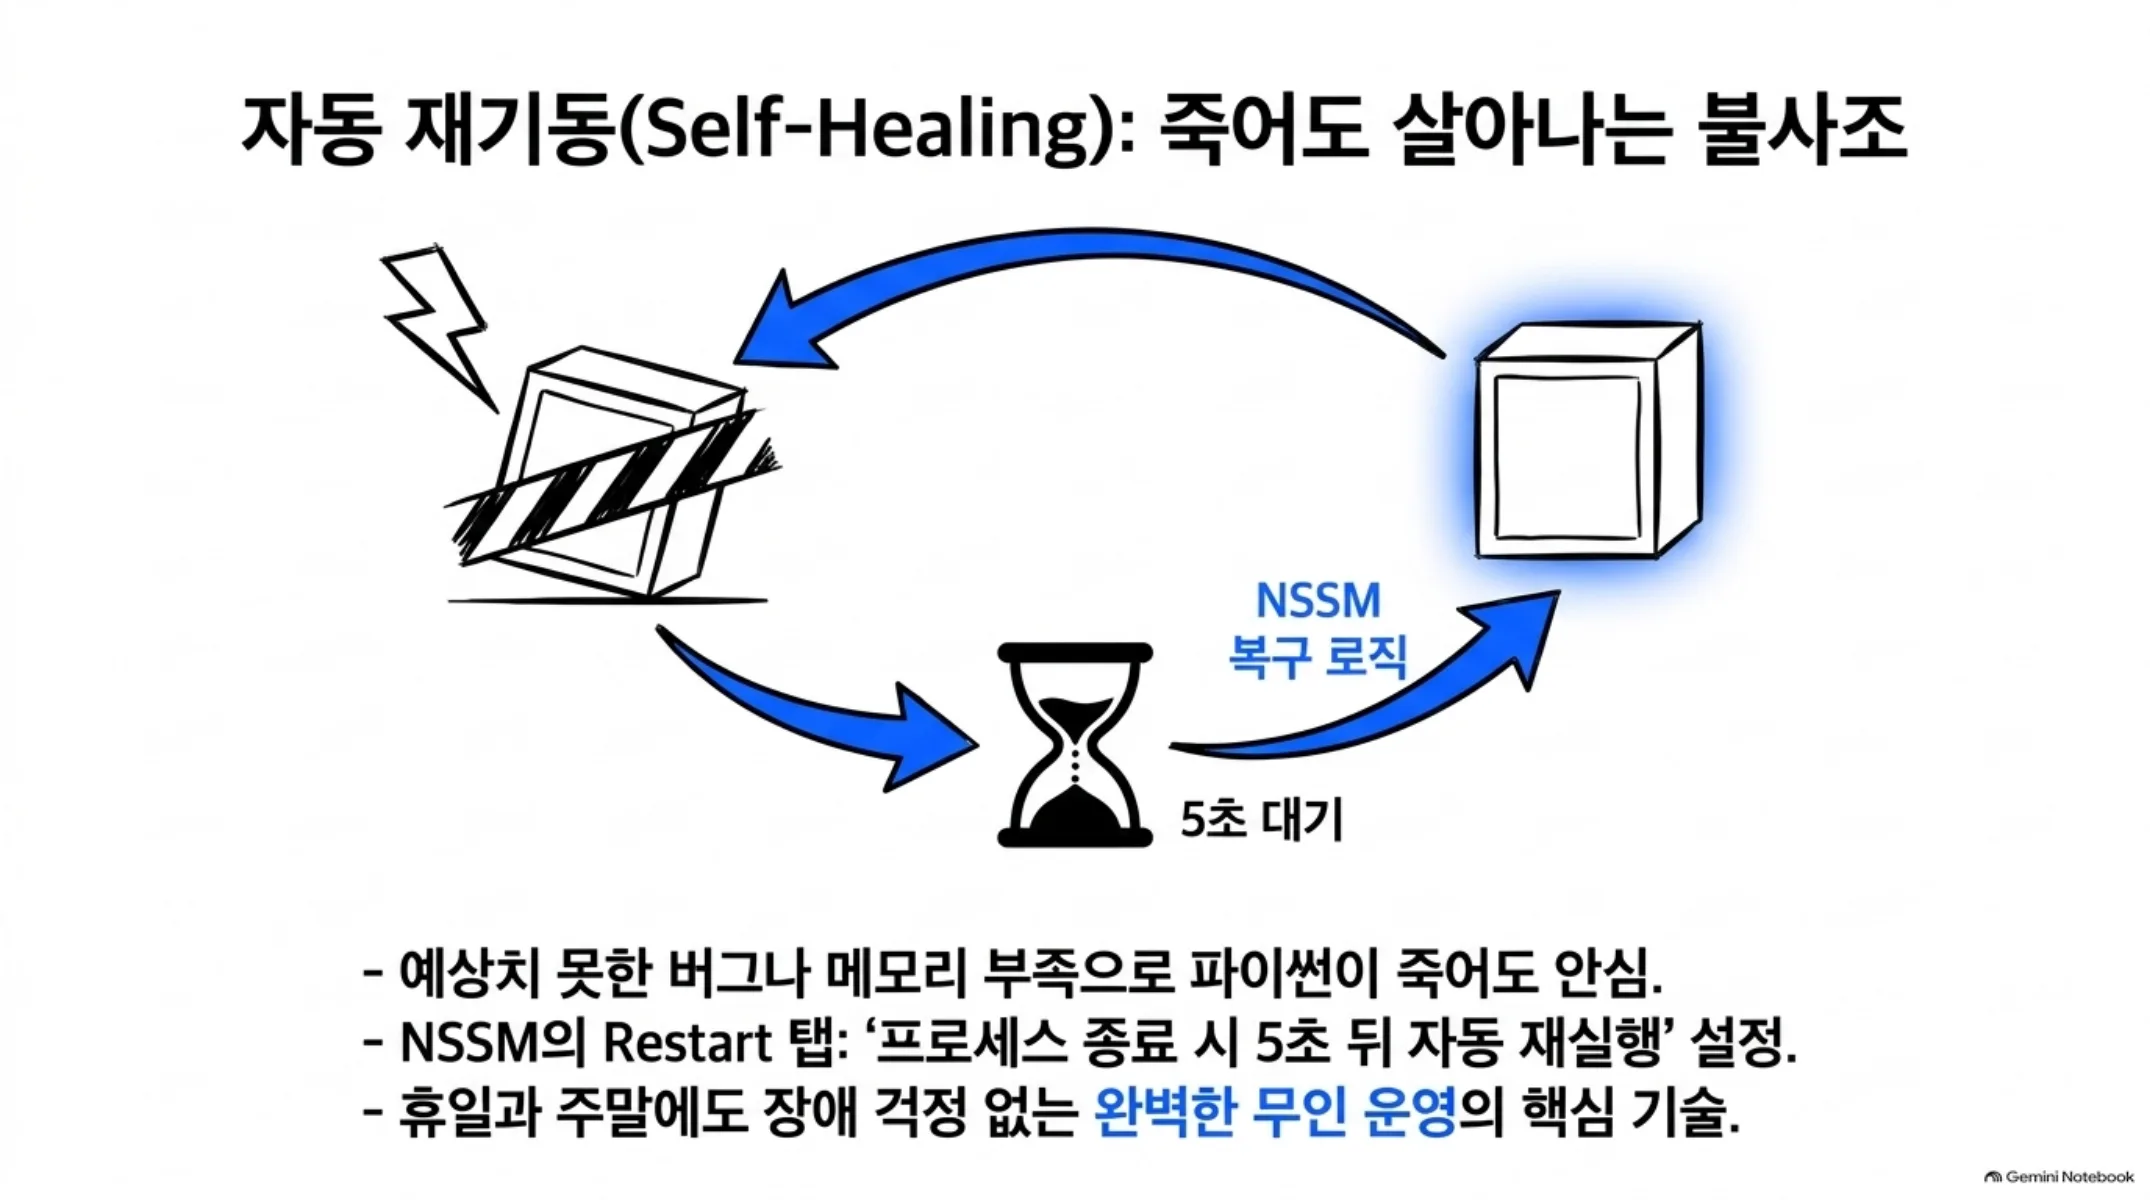 자동 재기동(Self-Healing): 죽어도 살아나는 불사조
NSSM
복구 로직
5초 대기
- 예상치 못한 버그나 메모리 부족으로 파이썬이 죽어도 안심.
- NSSM의 Restart 탭: ‘프로세스 종료 시 5초 뒤 자동 재실행’ 설정.
- 휴일과 주말에도 장애 걱정 없는 완벽한 무인 운영의 핵심 기술.
Gemini Notebook